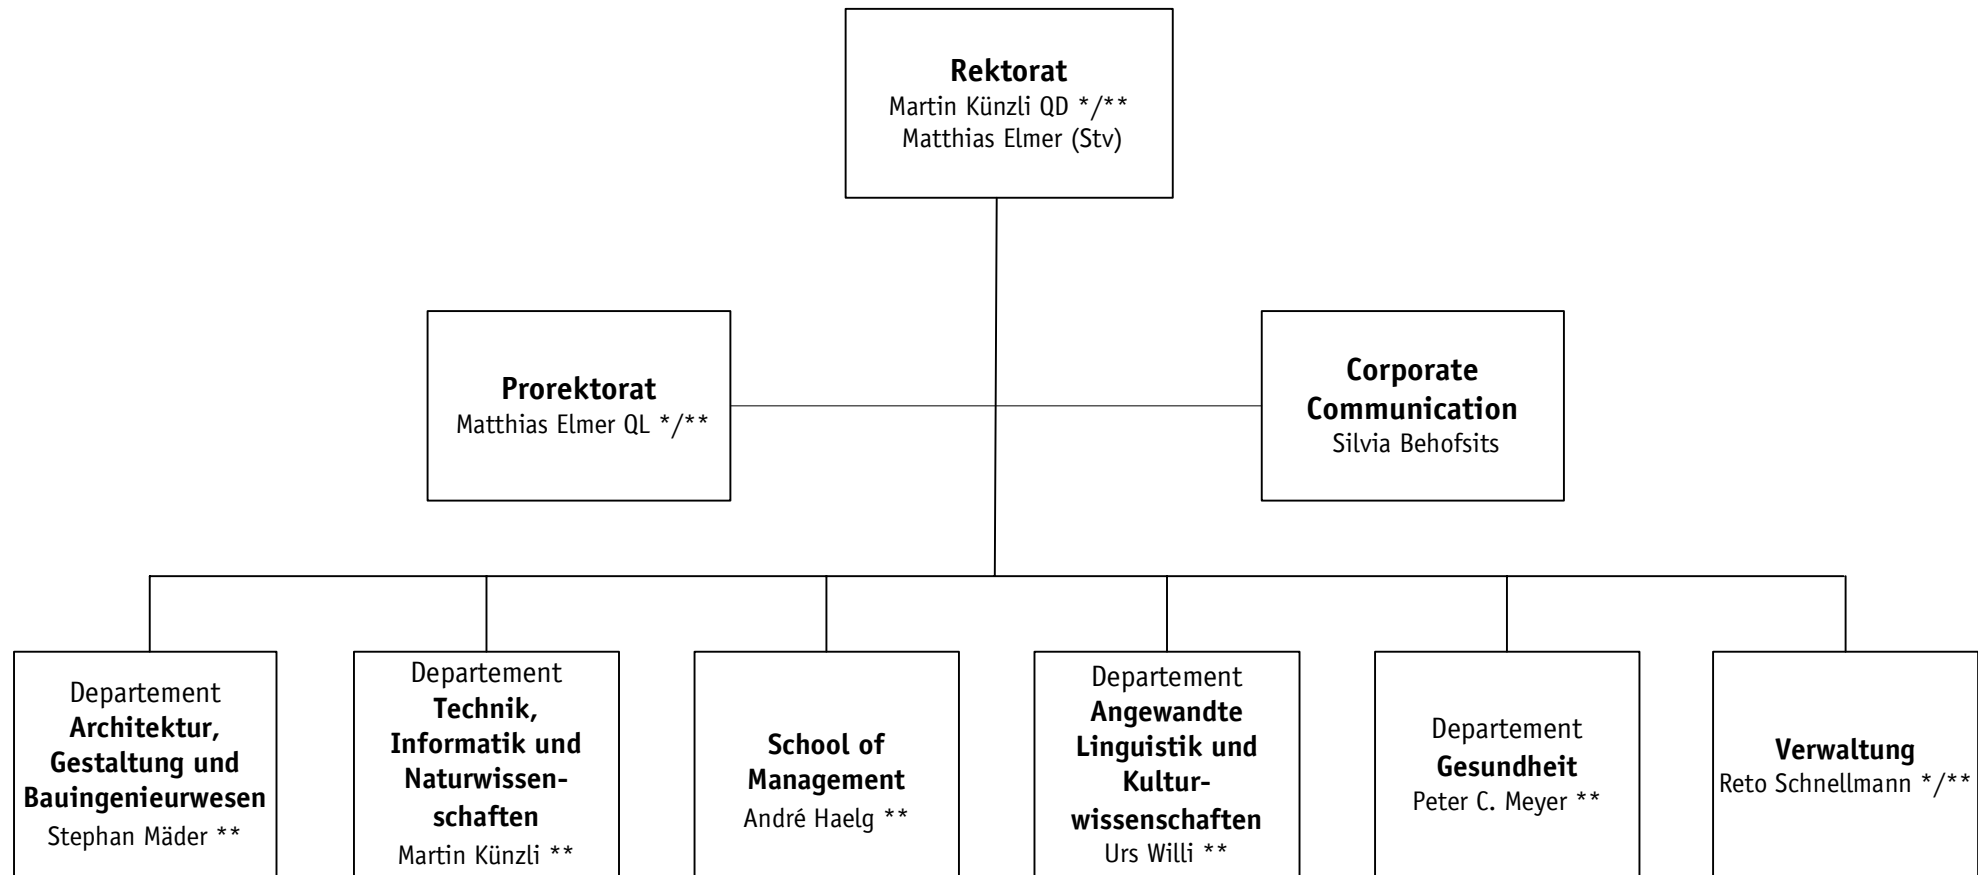 Rektorat
Martin Künzli QD */**
Matthias Elmer (Stv)
Prorektorat
Matthias Elmer QL */**
Corporate
Communication
Silvia Behofsits
Departement
Architektur,
Gestaltung und
Bauingenieurwesen
Stephan Mäder **
Departement
Technik,
Informatik und
Naturwissen-
schaften
Martin Künzli **
School of
Management
André Haelg **
Departement
Angewandte
Linguistik und
Kultur-
wissenschaften
Urs Willi **
Departement
Gesundheit
Peter C. Meyer **
Verwaltung
Reto Schnellmann */**